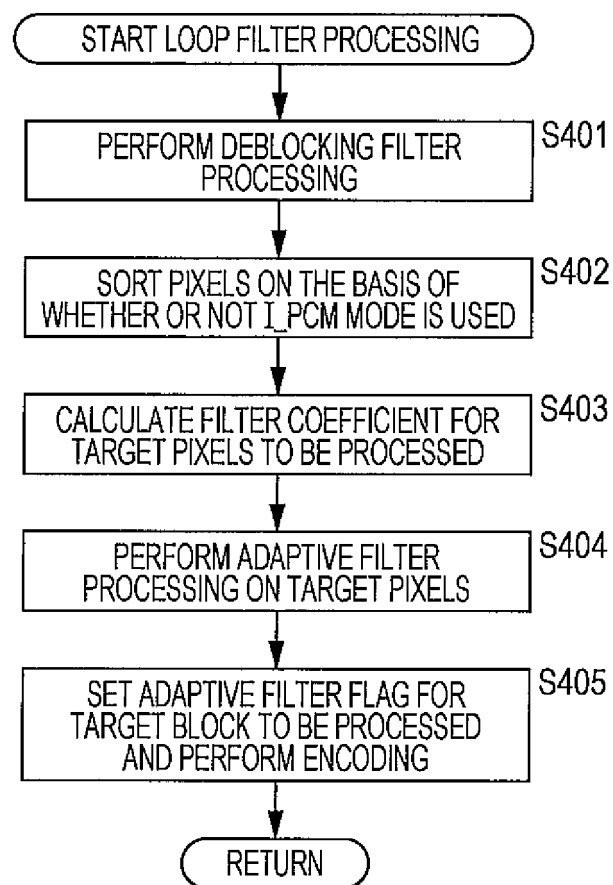 START LOOP FILTER PROCESSING
S401
PERFORM DEBLOCKING FILTER
PROCESSING
S402
SORT PIXELS ON THE BASIS OF
WHETHER OR NOT I_PCM MODE IS USED
S403
CALCULATE FILTER COEFFICIENT FOR
TARGET PIXELS TO BE PROCESSED
S404
PERFORM ADAPTIVE FILTER
PROCESSING ON TARGET PIXELS
S405
SET ADAPTIVE FILTER FLAG FOR
TARGET BLOCK TO BE PROCESSED
AND PERFORM ENCODING
RETURN